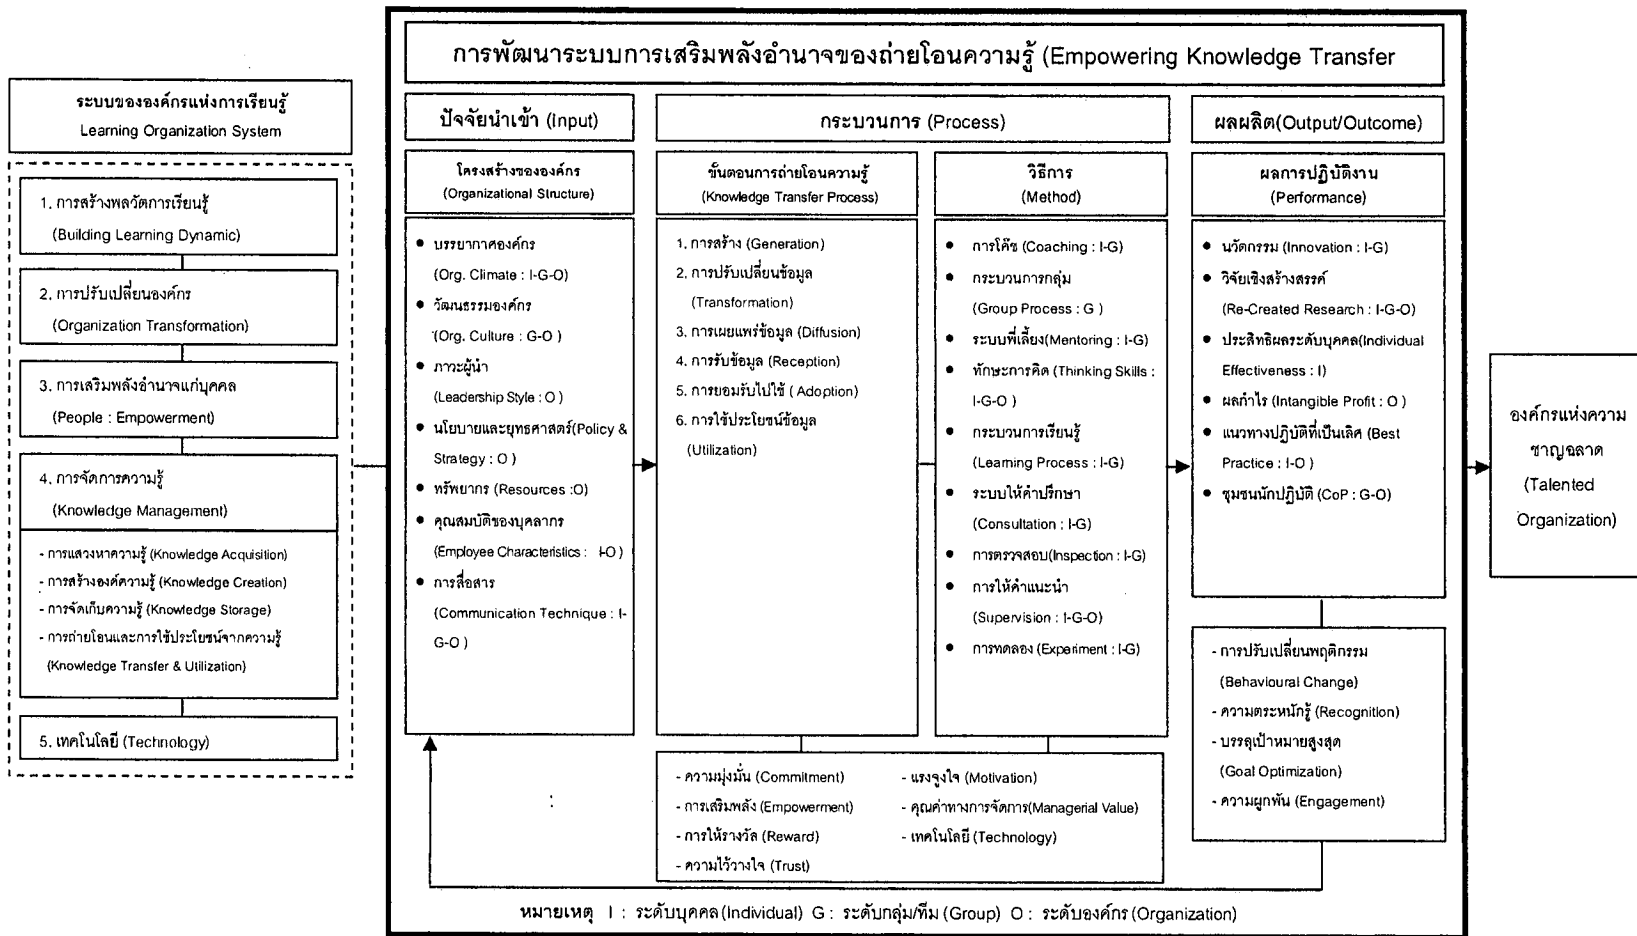 การพัฒนาระบบการเสริมพลังอำนาจของถ่ายโอนความรู้ (Empowering Knowledge Transfer
ระบบขององค์กรแห่งการเรียนรู้
Learning Organization System
1. การสร้างพลวัตการเรียนรู้
(Building Learning Dynamic)
2. การปรับเปลี่ยนองค์กร
(Organization Transformation)
3. การเสริมพลังอำนาจแก่บุคคล
(People : Empowerment)
4. การจัดการความรู้
(Knowledge Management)
- การแสวงหาความรู้ (Knowledge Acquisition)
- การสร้างองค์ความรู้ (Knowledge Creation)
- การจัดเก็บความรู้ (Knowledge Storage)
- การถ่ายโอนและการใช้ประโยชน์จากความรู้
(Knowledge Transfer & Utilization)
5. เทคโนโลยี (Technology)
ปัจจัยนำเข้า (Input)
โครงสร้างขององค์กร
(Organizational Structure)
● บรรยากาศองค์กร
(Org. Climate : I-G-O)
● วัฒนธรรมองค์กร
(Org. Culture : G-O)
● ภาวะผู้นำ
(Leadership Style : O )
● นโยบายและยุทธศาสตร์(Policy &
Strategy : O )
● ทรัพยากร (Resources :O)
● คุณสมบัติของบุคลากร
(Employee Characteristics : I-O )
● การสื่อสาร
(Communication Technique : I-
G-O )
กระบวนการ (Process)
ขั้นตอนการถ่ายโอนความรู้
(Knowledge Transfer Process)
1. การสร้าง (Generation)
2. การปรับเปลี่ยนข้อมูล
(Transformation)
3. การเผยแพร่ข้อมูล (Diffusion)
4. การรับข้อมูล (Reception)
5. การยอมรับไปใช้ ( Adoption)
6. การใช้ประโยชน์ข้อมูล
(Utilization)
วิธีการ
(Method)
● การโค๊ช (Coaching : I-G)
● กระบวนการกลุ่ม
(Group Process : G )
● ระบบพี่เลี้ยง(Mentoring : I-G)
● ทักษะการคิด (Thinking Skills :
I-G-O )
● กระบวนการเรียนรู้
(Learning Process : I-G)
● ระบบให้คำปรึกษา
(Consultation : I-G)
● การตรวจสอบ(Inspection : I-G)
● การให้คำแนะนำ
(Supervision : I-G-O)
● การทดลอง (Experiment : I-G)
- ความมุ่งมั่น (Commitment)
- การเสริมพลัง (Empowerment)
- การให้รางวัล (Reward)
- ความไว้วางใจ (Trust)
- แรงจูงใจ (Motivation)
- คุณค่าทางการจัดการ(Managerial Value)
- เทคโนโลยี (Technology)
ผลผลิต(Output/Outcome)
ผลการปฏิบัติงาน
(Performance)
● นวัตกรรม (Innovation : I-G)
● วิจัยเชิงสร้างสรรค์
(Re-Created Research : I-G-O)
● ประสิทธิผลระดับบุคคล(Individual
Effectiveness : I)
● ผลกำไร (Intangible Profit : O )
● แนวทางปฏิบัติที่เป็นเลิศ (Best
Practice : I-O )
● ชุมชนนักปฏิบัติ (CoP : G-O)
- การปรับเปลี่ยนพฤติกรรม
(Behavioural Change)
- ความตระหนักรู้ (Recognition)
- บรรลุเป้าหมายสูงสุด
(Goal Optimization)
- ความผูกพัน (Engagement)
องค์กรแห่งความ
ชาญฉลาด
(Talented
Organization)
หมายเหตุ I : ระดับบุคคล(Individual) G : ระดับกลุ่ม/ทีม (Group) O : ระดับองค์กร (Organization)